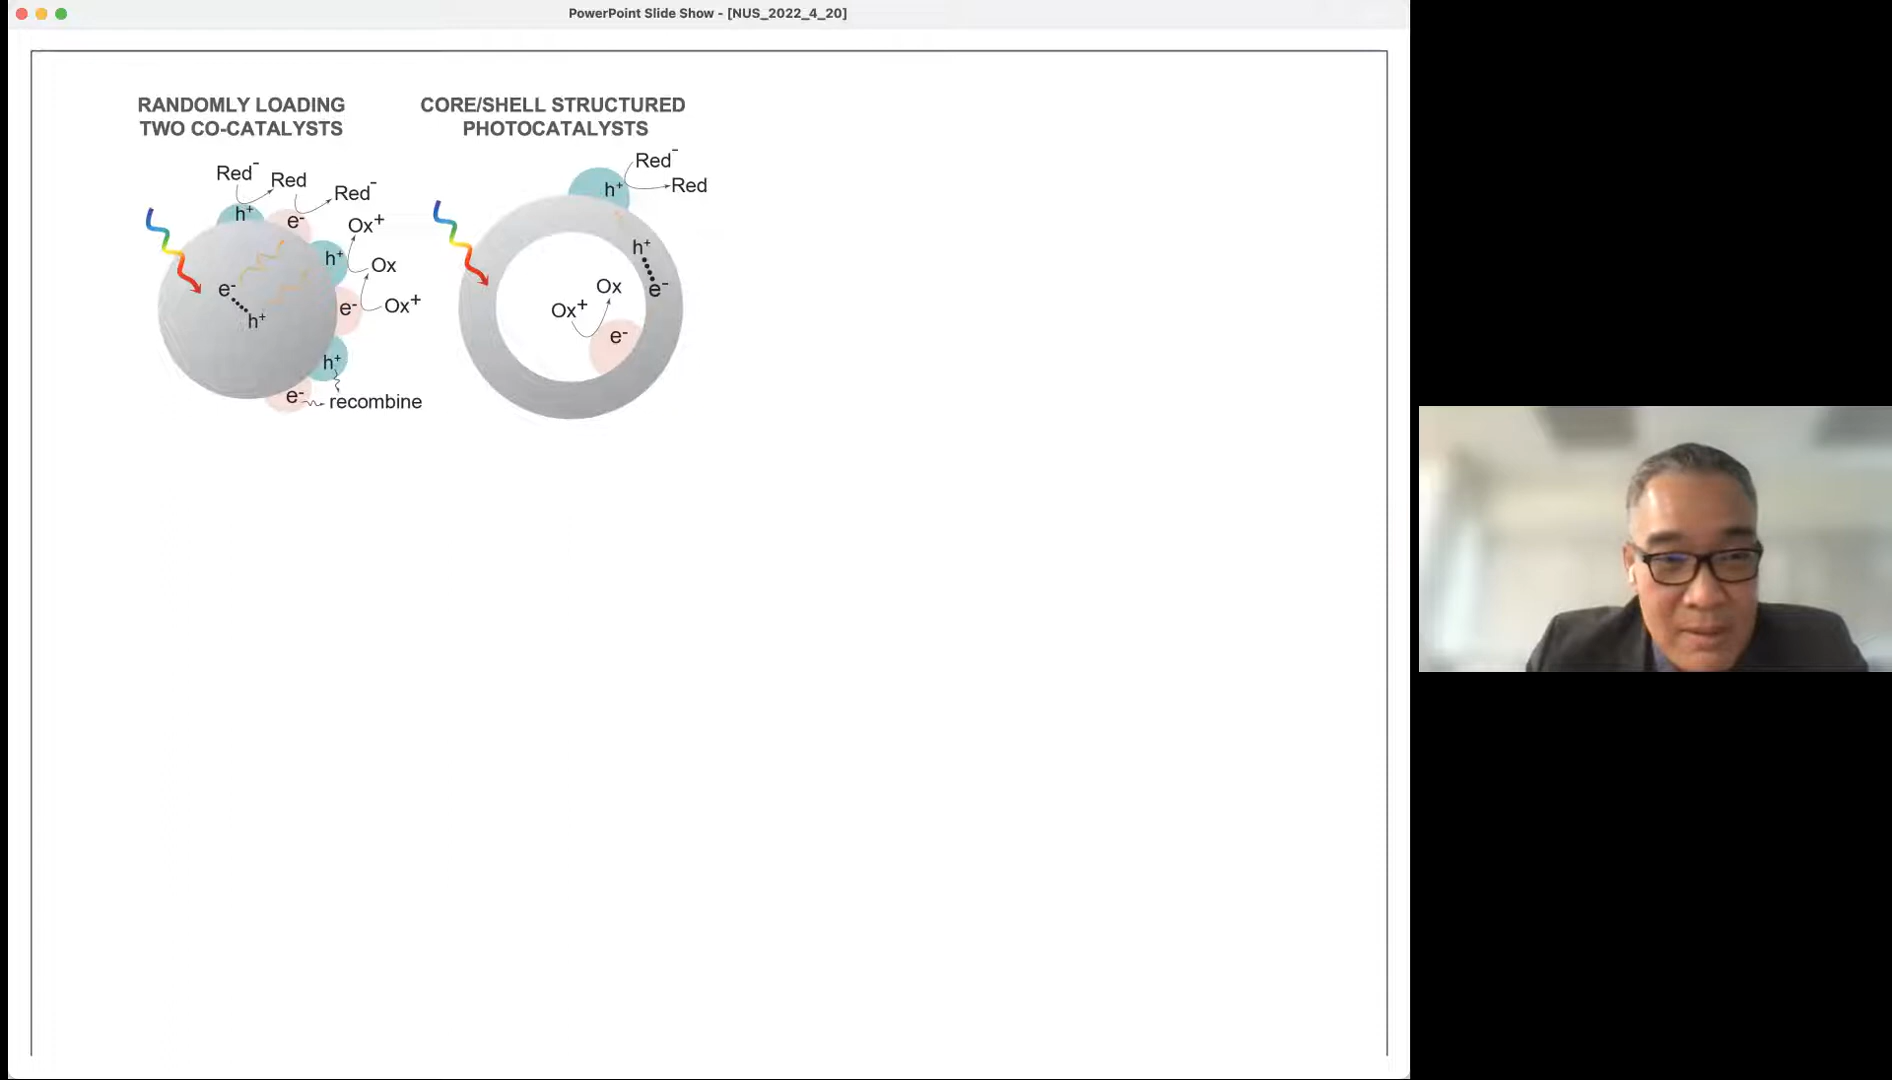 PowerPoint Slide Show - [NUS_2022_4_20]
RANDOMLY LOADING
TWO CO-CATALYSTS
Red⁻
Red
Red⁻
h⁺
e⁻
Ox⁺
h⁺
Ox
e⁻
h⁺
e⁻
Ox⁺
h⁺
e⁻
recombine
CORE/SHELL STRUCTURED
PHOTOCATALYSTS
Red⁻
h⁺
Red
h⁺
e⁻
Ox
Ox⁺
e⁻